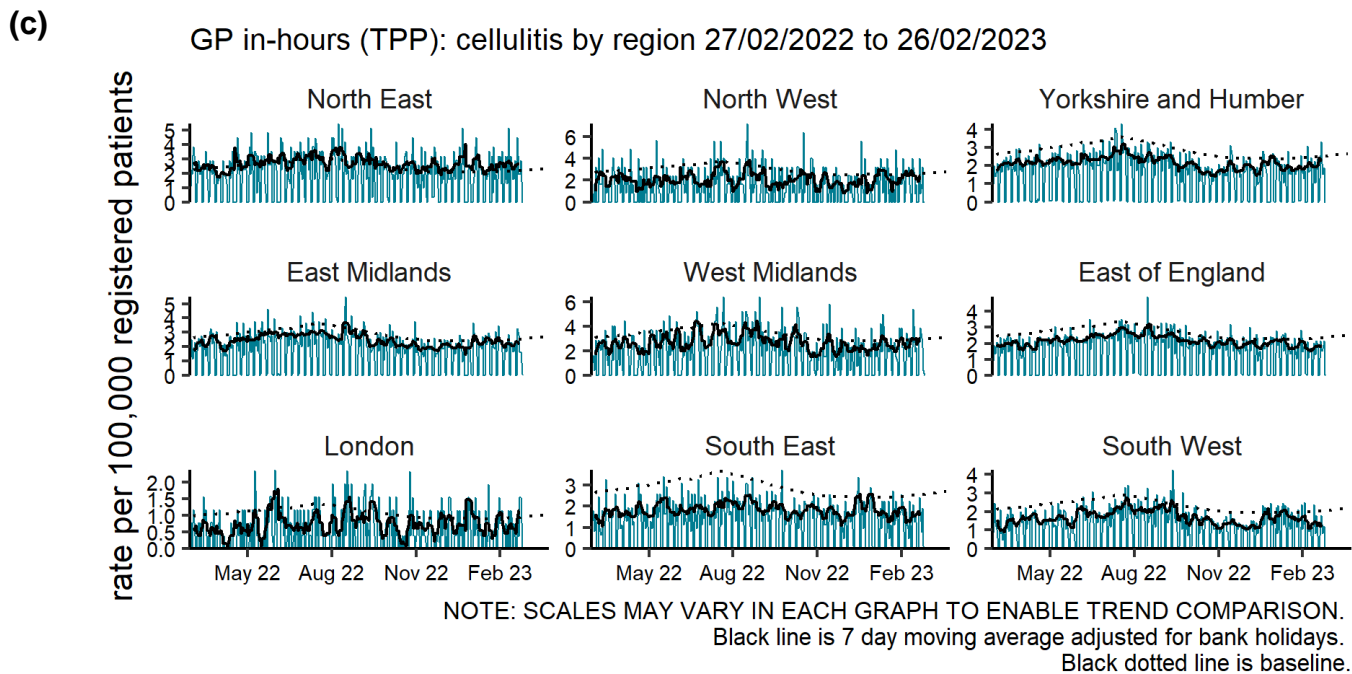 (c)
GP in-hours (TPP): cellulitis by region 27/02/2022 to 26/02/2023
rate per 100,000 registered patients
North East
5
4
3
2
1
0
North West
6
4
2
0
Yorkshire and Humber
4
3
2
1
0
East Midlands
5
4
3
2
1
0
West Midlands
6
4
2
0
East of England
4
3
2
1
0
London
2.0
1.5
1.0
0.5
0.0
South East
3
2
1
0
South West
4
3
2
1
0
May 22 Aug 22 Nov 22 Feb 23
May 22 Aug 22 Nov 22 Feb 23
May 22 Aug 22 Nov 22 Feb 23
NOTE: SCALES MAY VARY IN EACH GRAPH TO ENABLE TREND COMPARISON.
Black line is 7 day moving average adjusted for bank holidays.
Black dotted line is baseline.